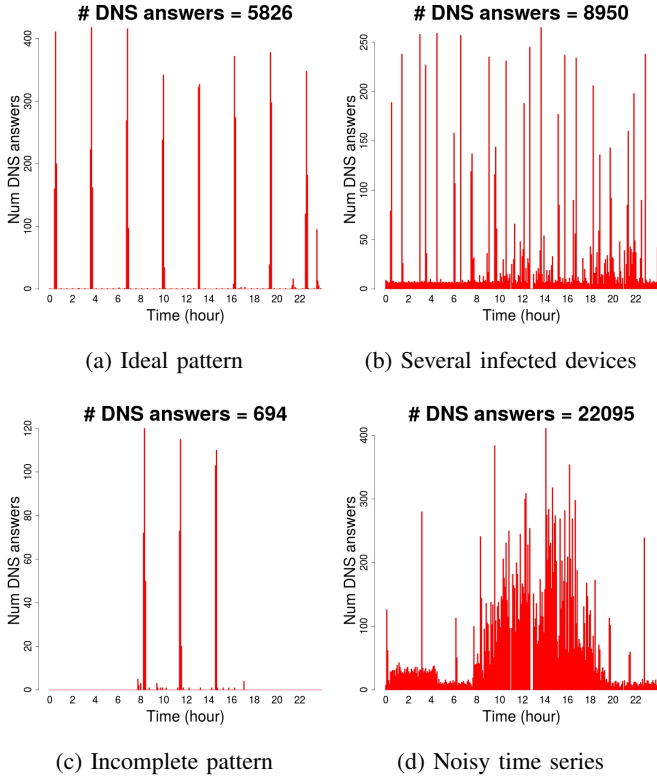 # DNS answers = 5826
Num DNS answers
0 100 200 300 400
0 2 4 6 8 10 12 14 16 18 20 22
Time (hour)
(a) Ideal pattern
# DNS answers = 8950
Num DNS answers
0 50 100 150 200 250
0 2 4 6 8 10 12 14 16 18 20 22
Time (hour)
(b) Several infected devices
# DNS answers = 694
Num DNS answers
0 20 40 60 80 100 120
0 2 4 6 8 10 12 14 16 18 20 22
Time (hour)
(c) Incomplete pattern
# DNS answers = 22095
Num DNS answers
0 100 200 300 400
0 2 4 6 8 10 12 14 16 18 20 22
Time (hour)
(d) Noisy time series